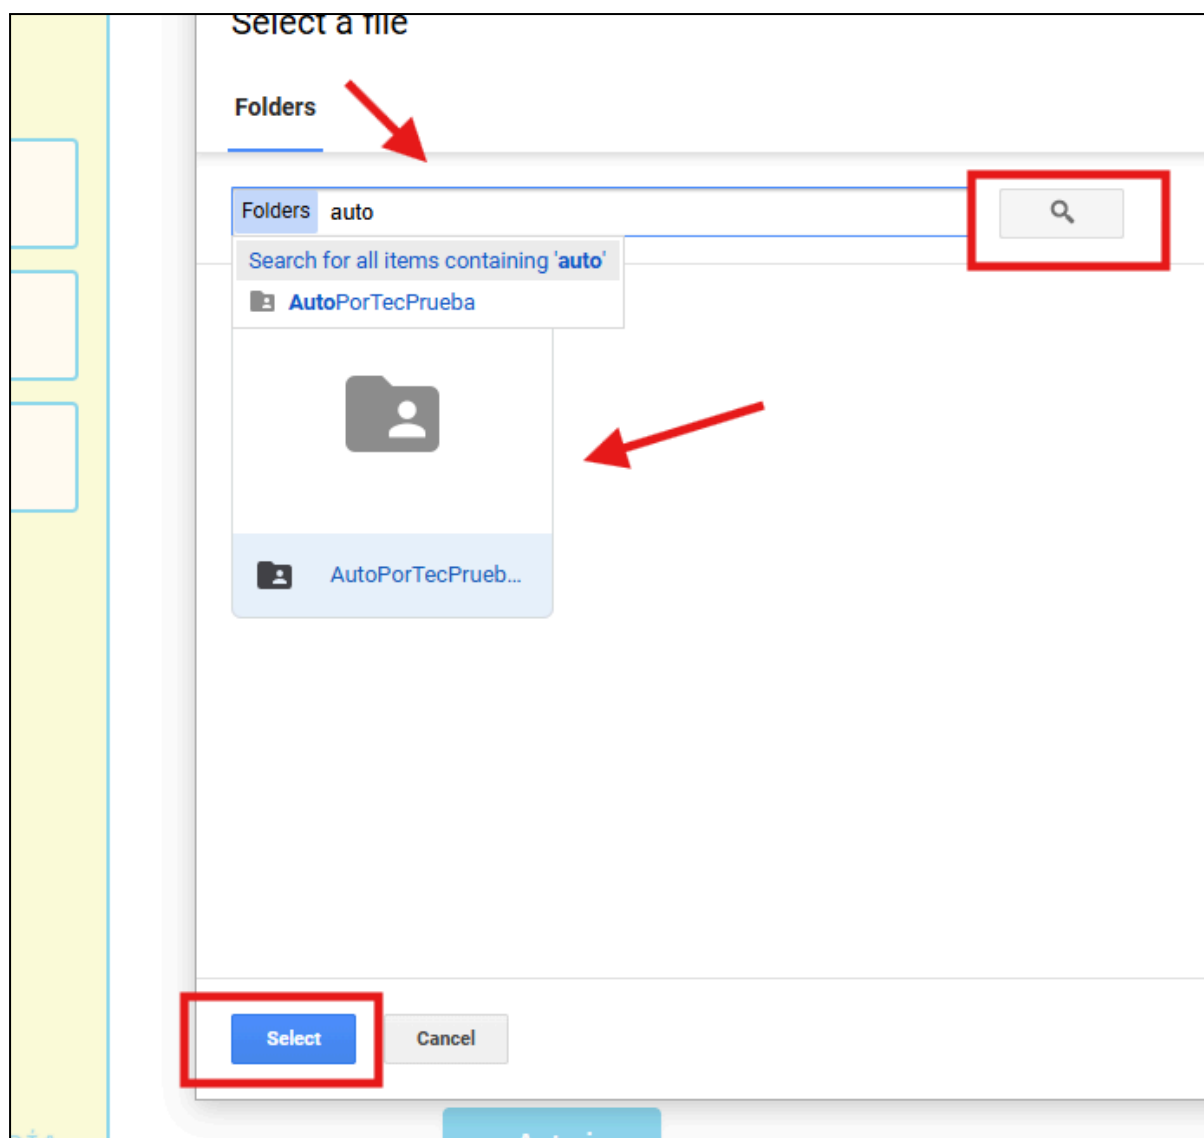 Select a file
Folders
Folders auto
Search for all items containing 'auto'
AutoPorTecPrueba
AutoPorTecPrueb...
Select
Cancel